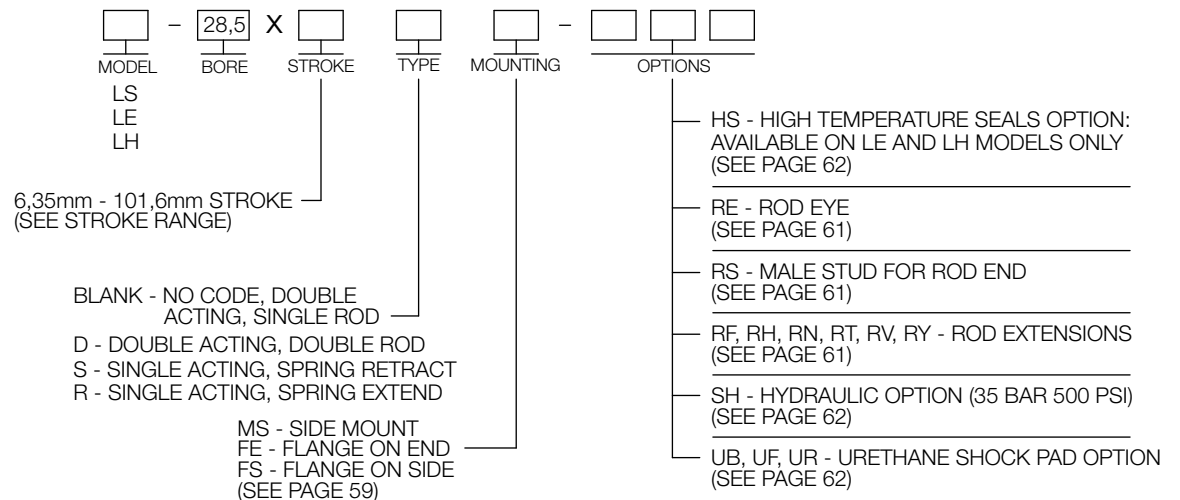 – 28,5 X –
MODEL BORE STROKE TYPE MOUNTING OPTIONS
LS
LE
LH
6,35mm - 101,6mm STROKE
(SEE STROKE RANGE)
BLANK - NO CODE, DOUBLE
ACTING, SINGLE ROD
D - DOUBLE ACTING, DOUBLE ROD
S - SINGLE ACTING, SPRING RETRACT
R - SINGLE ACTING, SPRING EXTEND
MS - SIDE MOUNT
FE - FLANGE ON END
FS - FLANGE ON SIDE
(SEE PAGE 59)
HS - HIGH TEMPERATURE SEALS OPTION:
AVAILABLE ON LE AND LH MODELS ONLY
(SEE PAGE 62)
RE - ROD EYE
(SEE PAGE 61)
RS - MALE STUD FOR ROD END
(SEE PAGE 61)
RF, RH, RN, RT, RV, RY - ROD EXTENSIONS
(SEE PAGE 61)
SH - HYDRAULIC OPTION (35 BAR 500 PSI)
(SEE PAGE 62)
UB, UF, UR - URETHANE SHOCK PAD OPTION
(SEE PAGE 62)